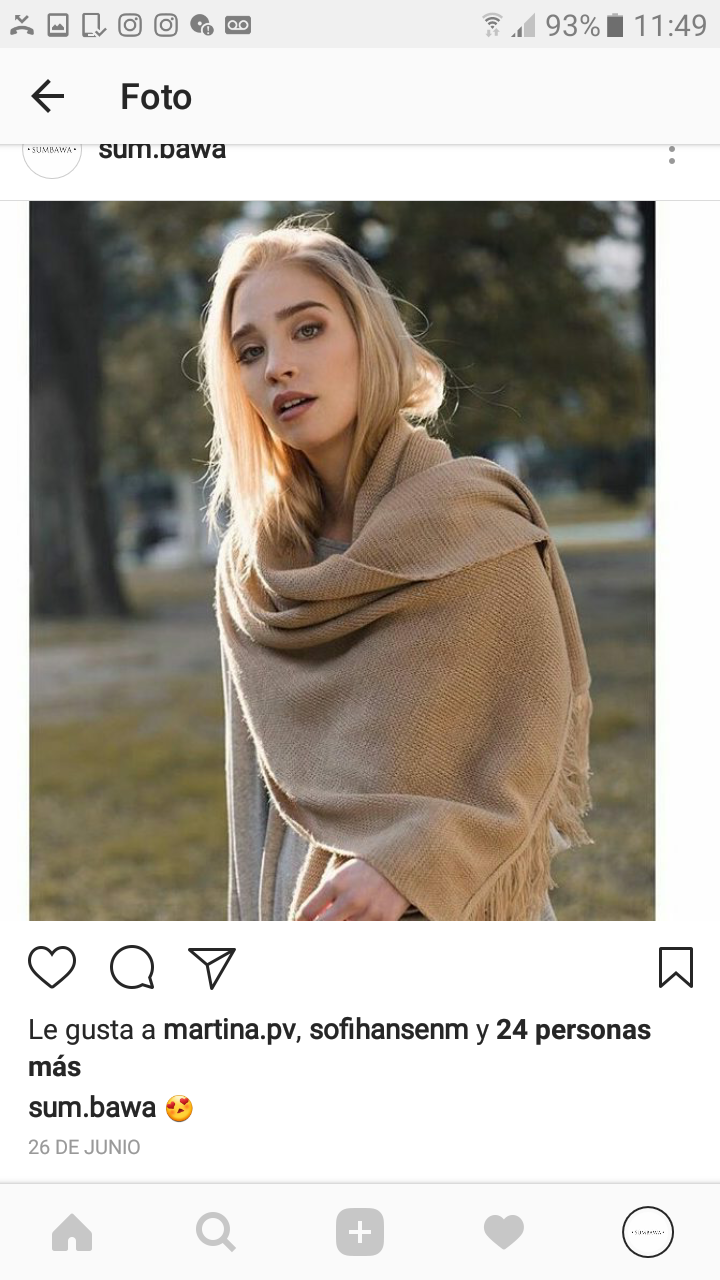 93% 11:49
Foto
• SUMBAWA •
sum.bawa
Le gusta a martina.pv, sofihansenm y 24 personas
más
sum.bawa 😍
26 DE JUNIO
• SUMBAWA •